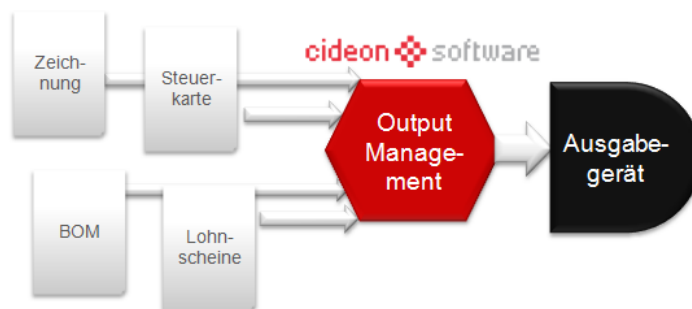 cideon software
Zeich-
nung
Steuer-
karte
Output
Manage-
ment
Ausgabe-
gerät
BOM
Lohn-
scheine